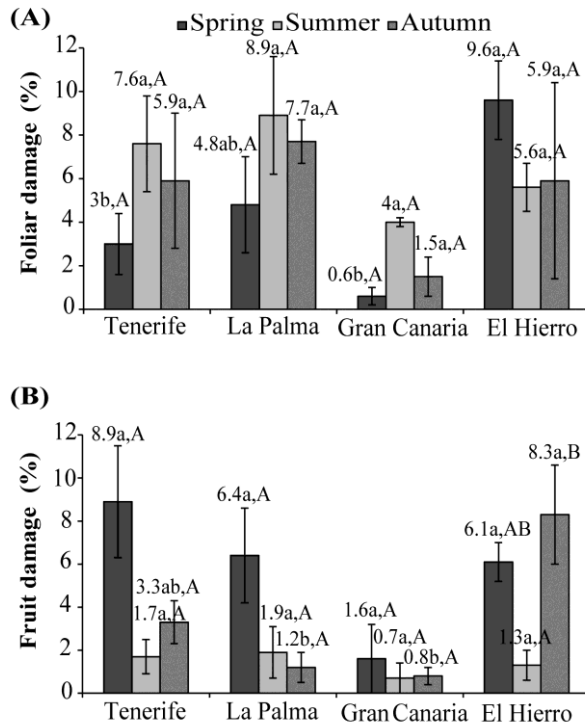 (A)
Spring Summer Autumn
Foliar damage (%)
12
10
8
6
4
2
0
3b,A
7.6a,A
5.9a,A
4.8ab,A
8.9a,A
7.7a,A
0.6b,A
4a,A
1.5a,A
9.6a,A
5.6a,A
5.9a,A
Tenerife La Palma Gran Canaria El Hierro
(B)
Fruit damage (%)
12
10
8
6
4
2
0
8.9a,A
1.7a,A
3.3ab,A
6.4a,A
1.9a,A
1.2b,A
1.6a,A
0.7a,A
0.8b,A
6.1a,AB
1.3a,A
8.3a,B
Tenerife La Palma Gran Canaria El Hierro